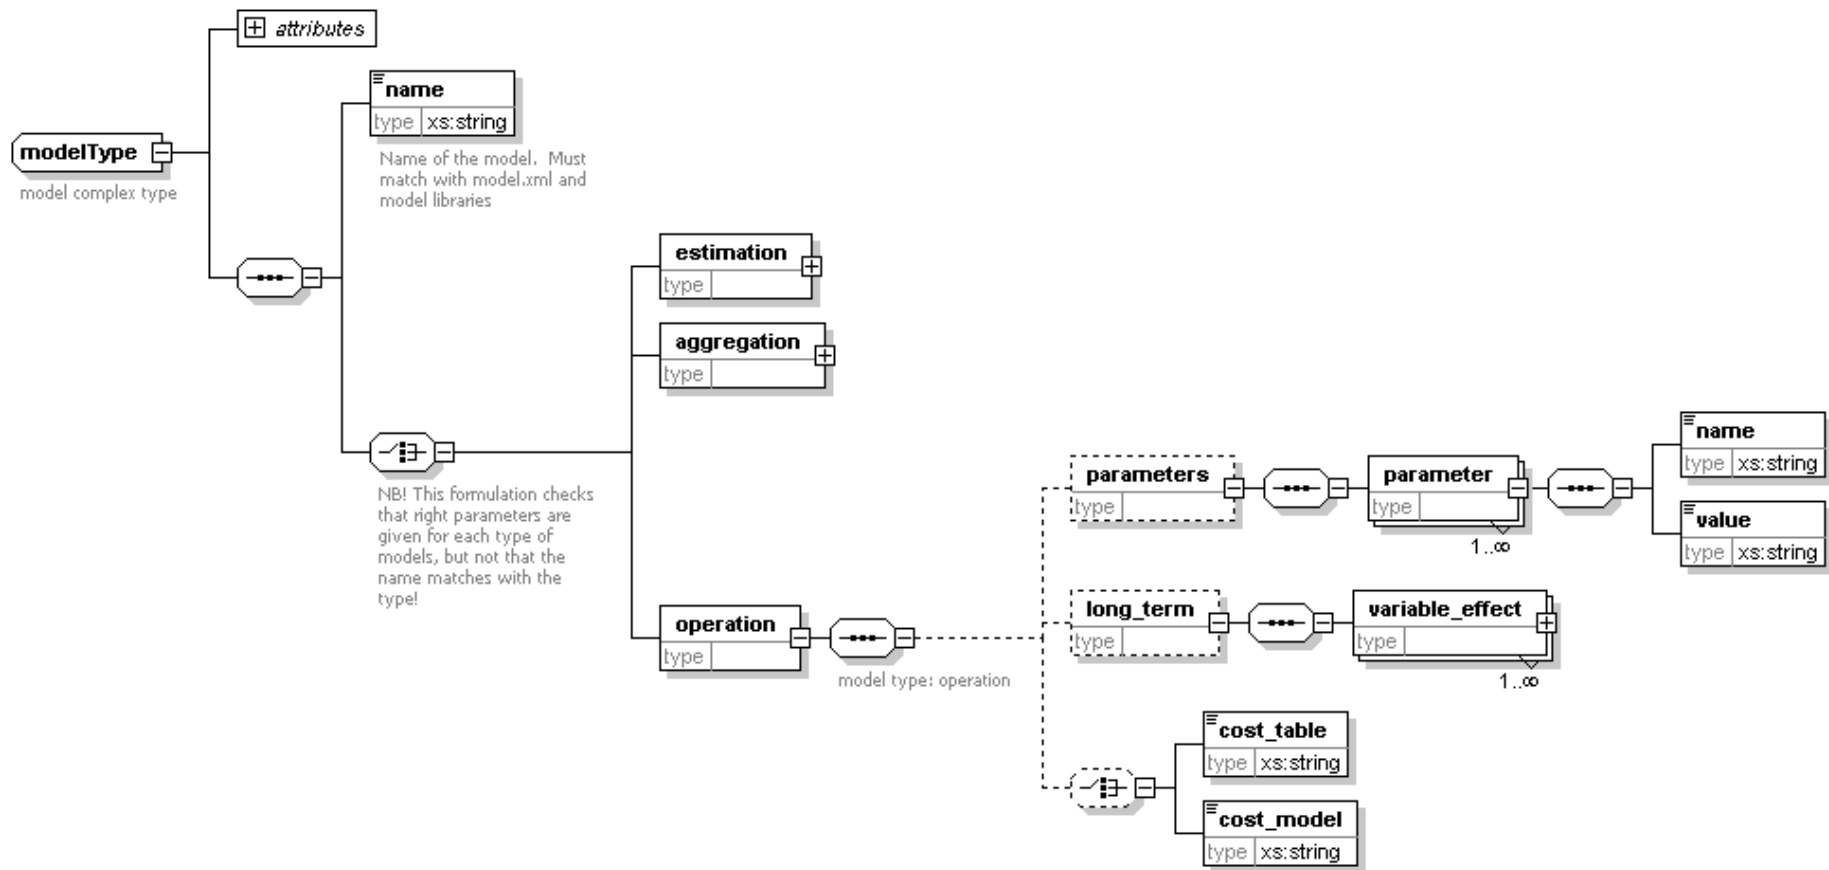 attributes
name
type xs:string
Name of the model. Must
match with model.xml and
model libraries
modelType
model complex type
estimation
type
aggregation
type
NB! This formulation checks
that right parameters are
given for each type of
models, but not that the
name matches with the
type!
operation
type
model type: operation
parameters
type
parameter
type
1..∞
name
type xs:string
value
type xs:string
long_term
type
variable_effect
type
1..∞
cost_table
type xs:string
cost_model
type xs:string